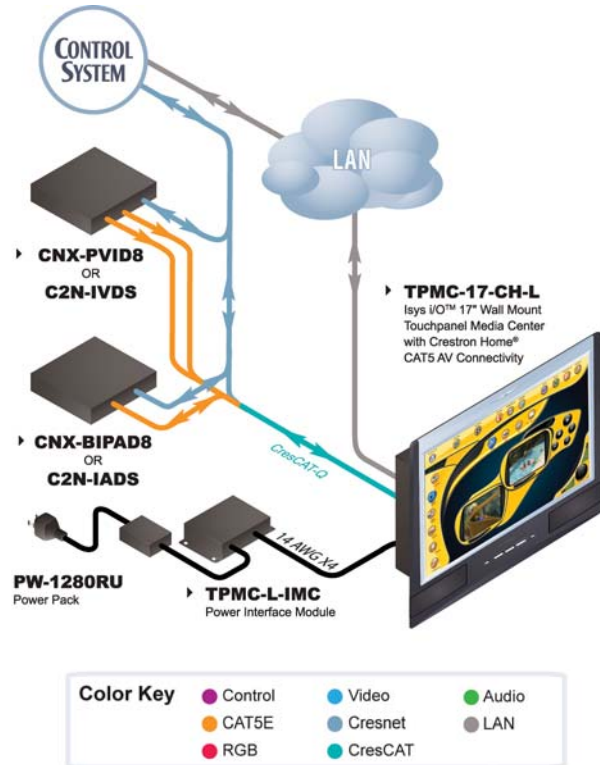 CONTROL
SYSTEM
LAN
CNX-PVID8
OR
C2N-IVDS
TPMC-17-CH-L
Isys i/O™ 17" Wall Mount
Touchpanel Media Center
with Crestron Home®
CAT5 AV Connectivity
CNX-BIPAD8
OR
C2N-IADS
CresCAT-Q
14 AWG X4
PW-1280RU
Power Pack
TPMC-L-IMC
Power Interface Module
Color Key
Control
Video
Audio
CAT5E
Cresnet
LAN
RGB
CresCAT